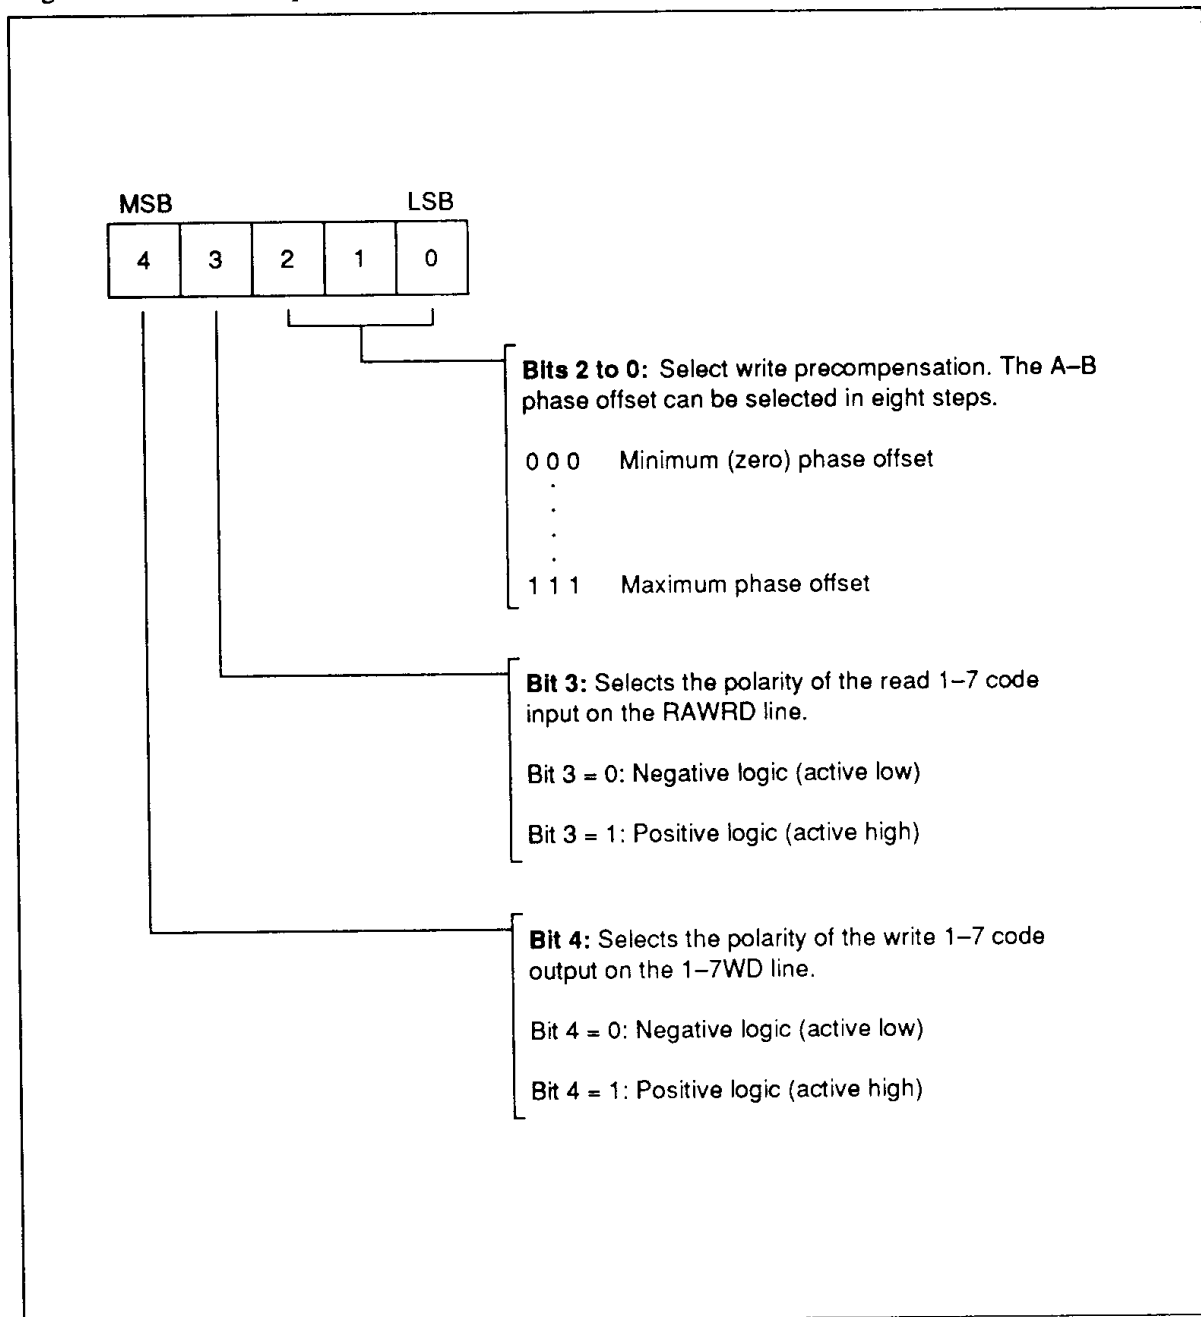 MSB LSB
4 3 2 1 0
Bits 2 to 0: Select write precompensation. The A–B
phase offset can be selected in eight steps.
0 0 0 Minimum (zero) phase offset
.
.
.
.
1 1 1 Maximum phase offset
Bit 3: Selects the polarity of the read 1–7 code
input on the RAWRD line.
Bit 3 = 0: Negative logic (active low)
Bit 3 = 1: Positive logic (active high)
Bit 4: Selects the polarity of the write 1–7 code
output on the 1–7WD line.
Bit 4 = 0: Negative logic (active low)
Bit 4 = 1: Positive logic (active high)